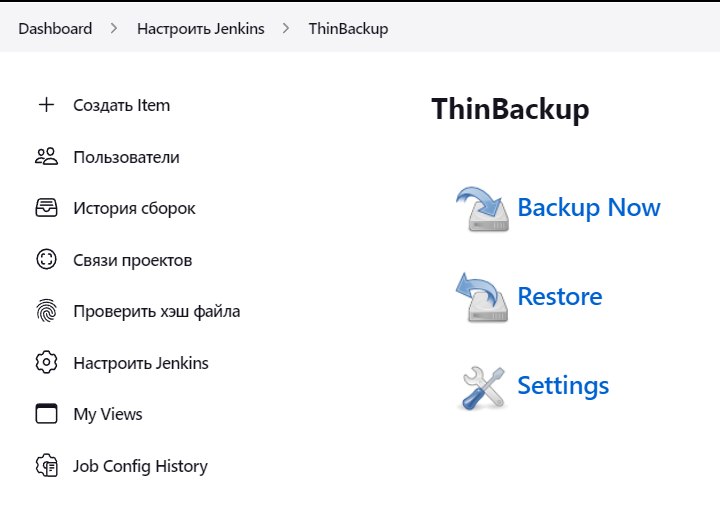 Dashboard > Настроить Jenkins > ThinBackup
Создать Item
Пользователи
История сборок
Связи проектов
Проверить хэш файла
Настроить Jenkins
My Views
Job Config History
ThinBackup
Backup Now
Restore
Settings